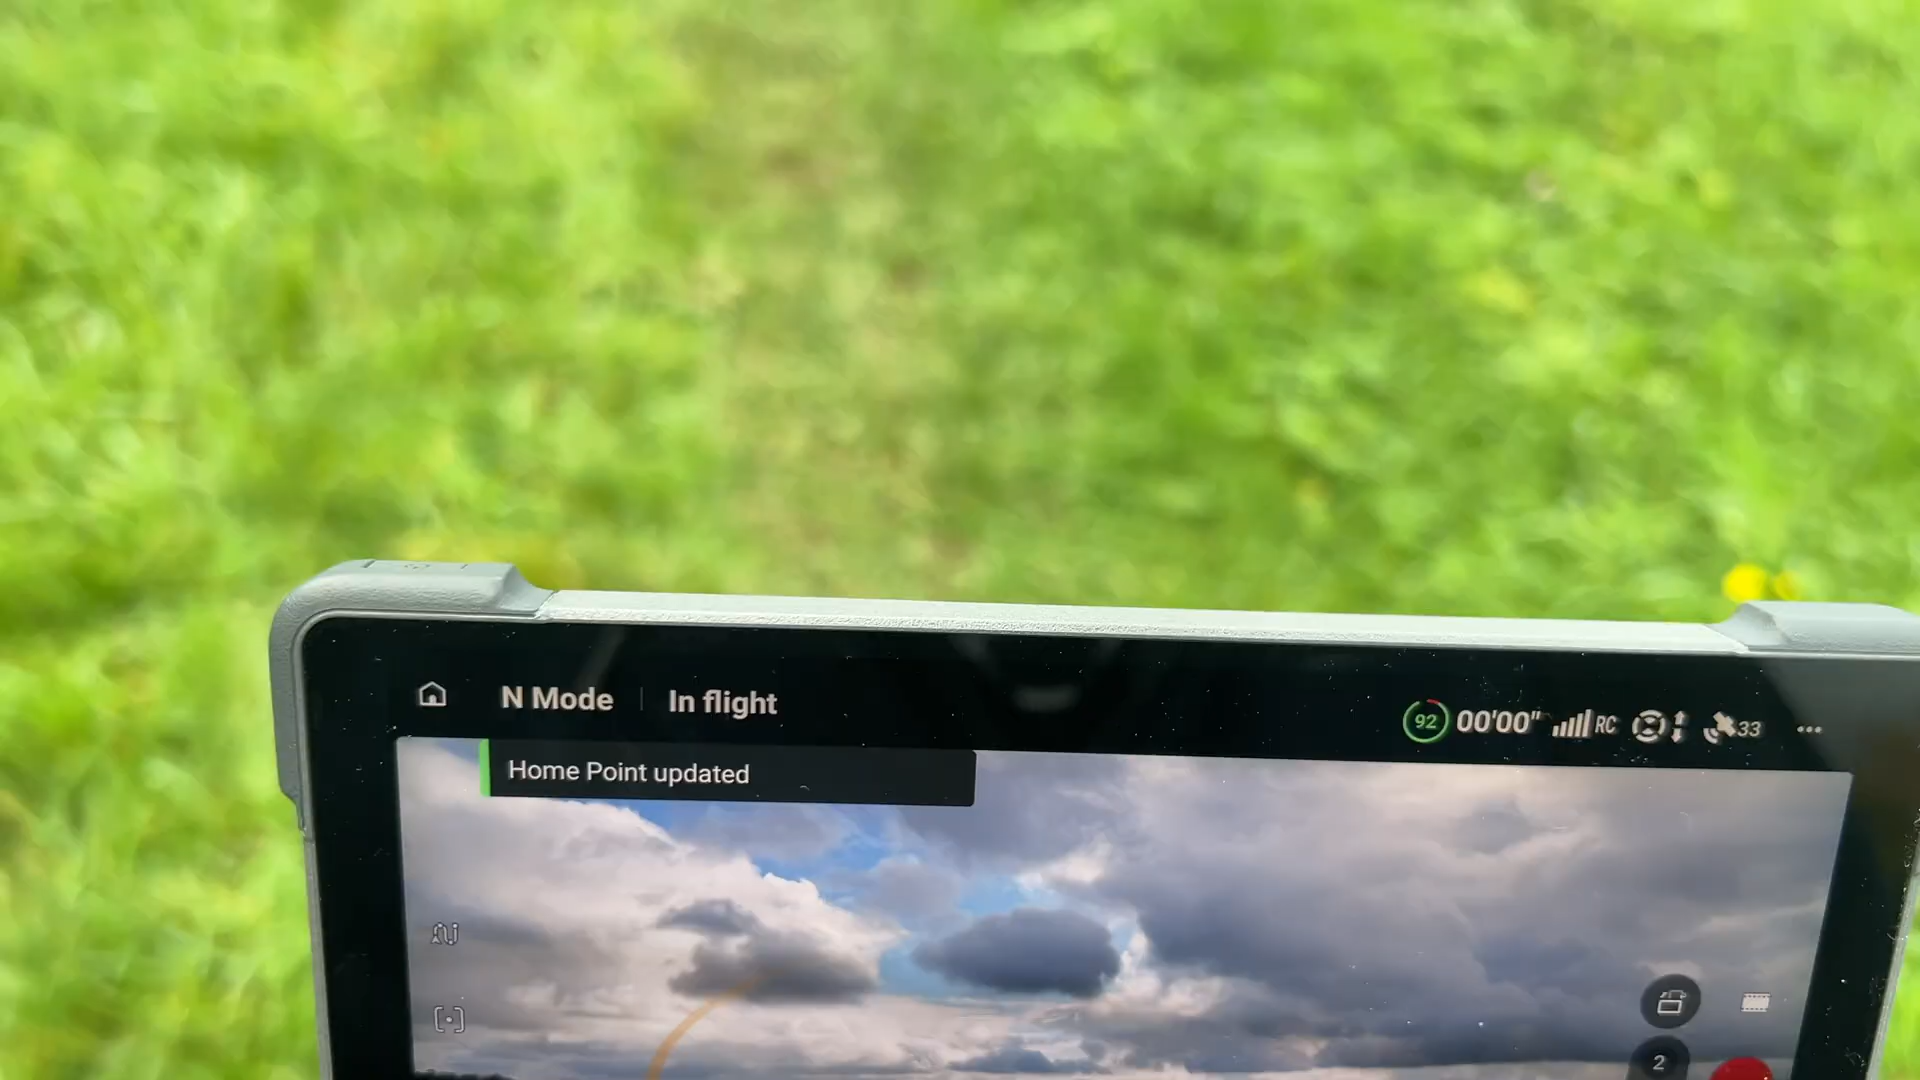 N Mode | In flight
92 00'00" RC 33 ...
Home Point updated
2